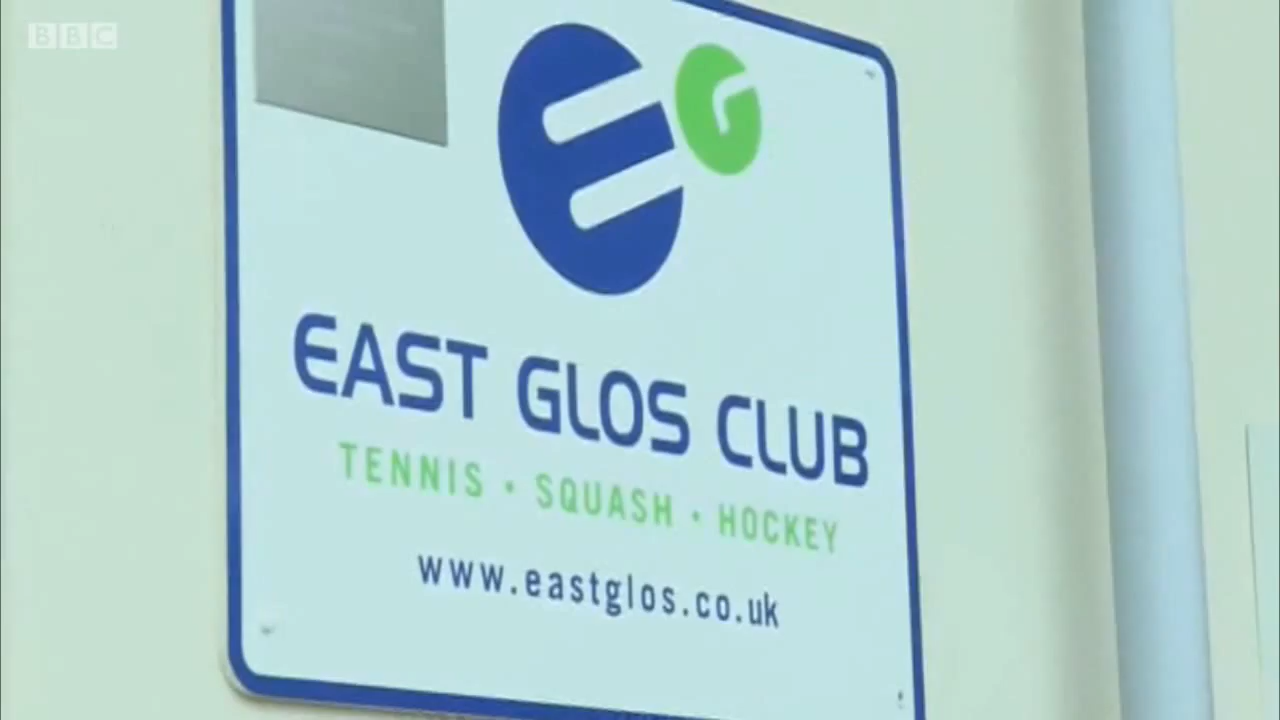 BBC
EG
EAST GLOS CLUB
TENNIS • SQUASH • HOCKEY
www.eastglos.co.uk